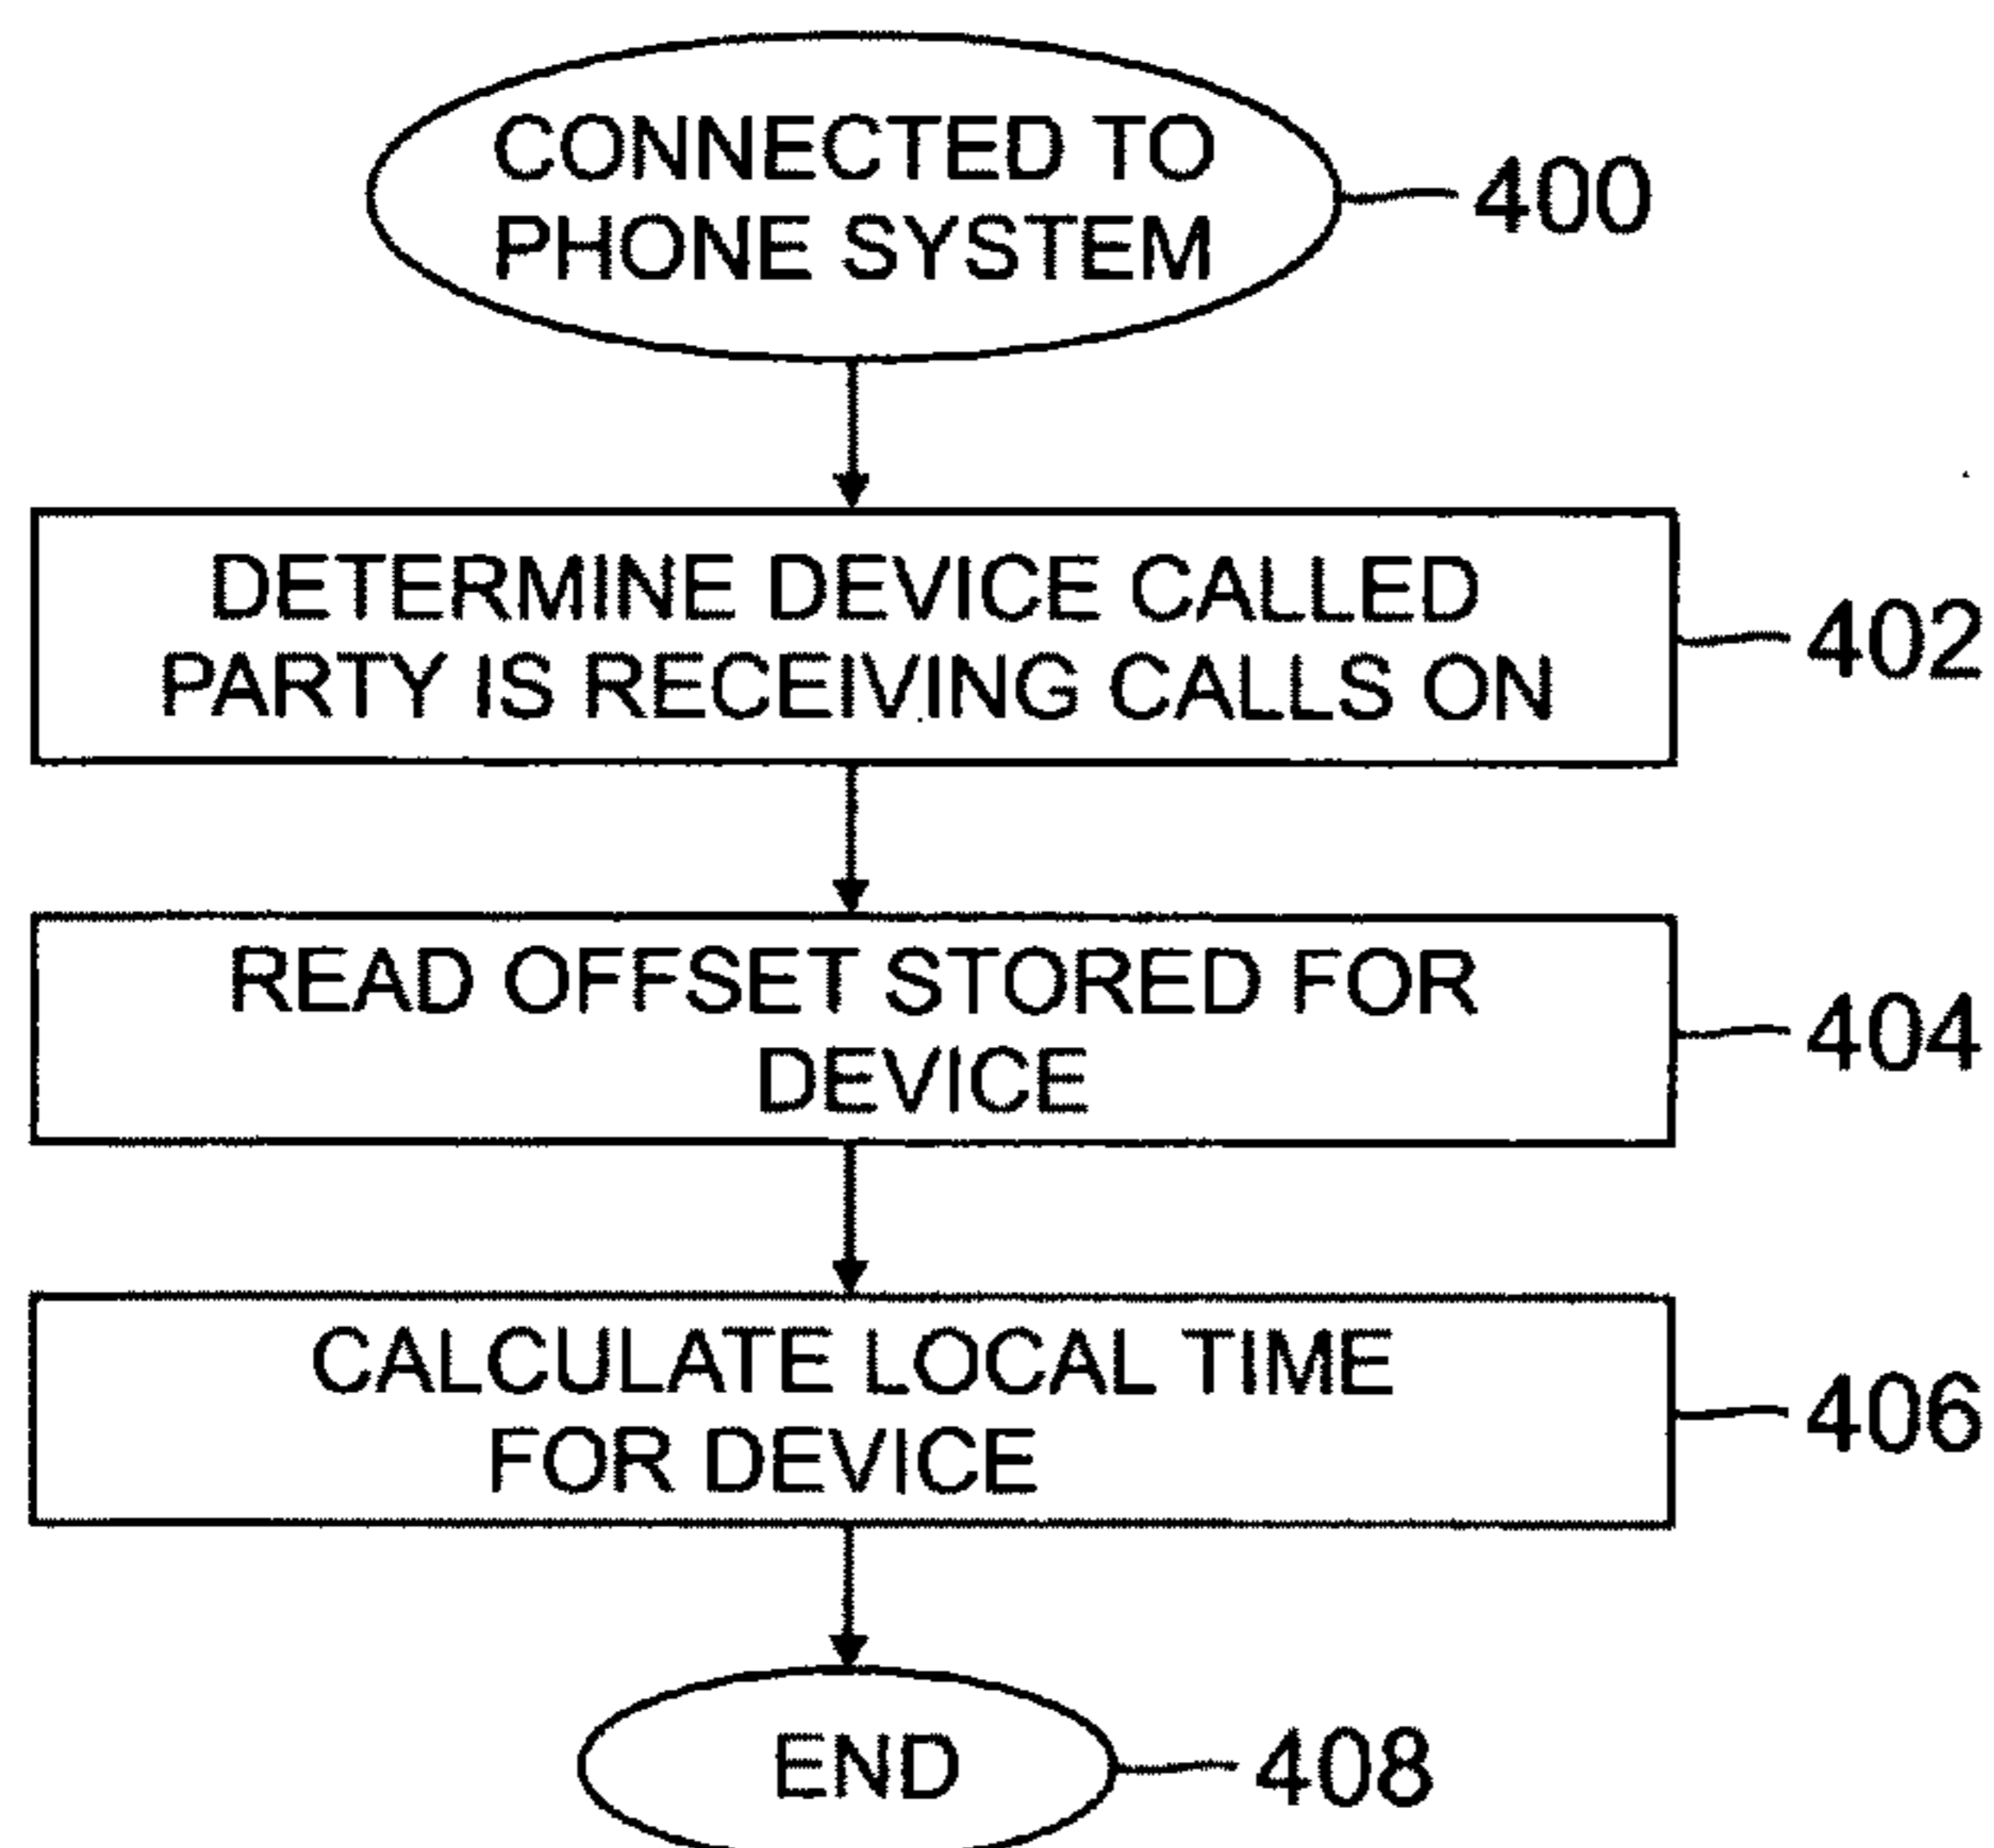 CONNECTED TO
PHONE SYSTEM
400
DETERMINE DEVICE CALLED
PARTY IS RECEIVING CALLS ON
402
READ OFFSET STORED FOR
DEVICE
404
CALCULATE LOCAL TIME
FOR DEVICE
406
END
408